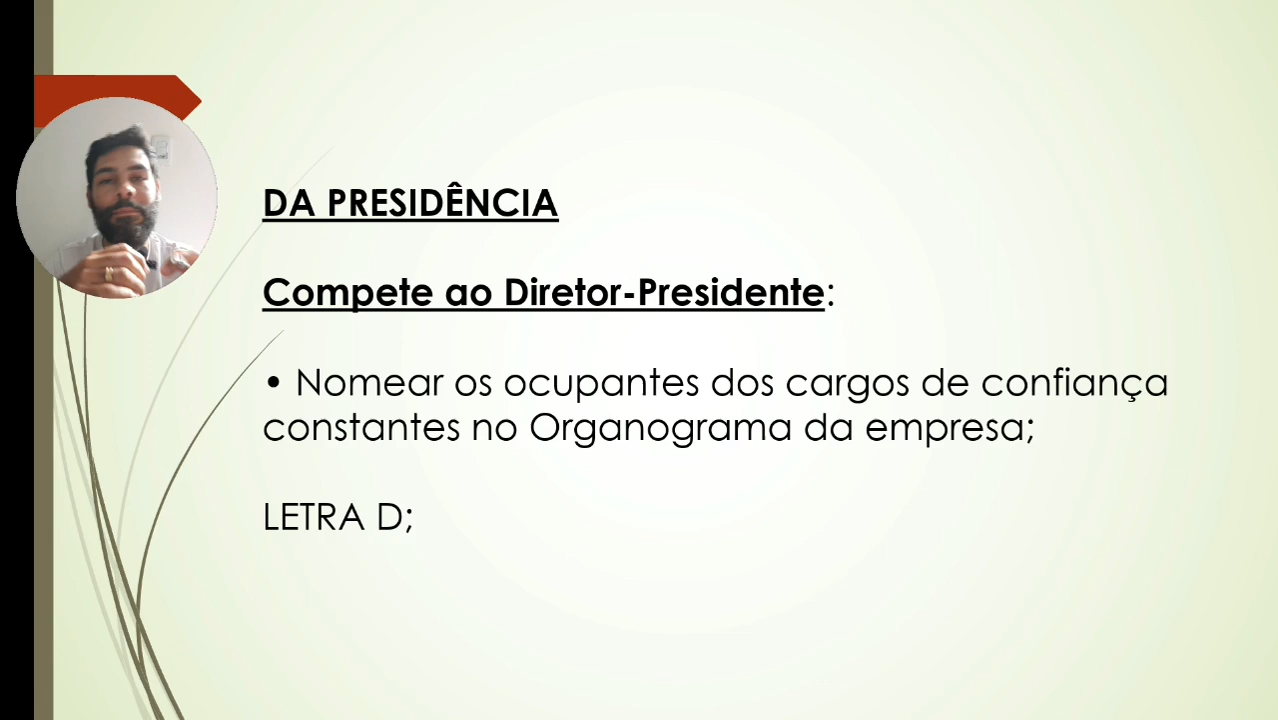 DA PRESIDÊNCIA
Compete ao Diretor-Presidente:
• Nomear os ocupantes dos cargos de confiança
constantes no Organograma da empresa;
LETRA D;